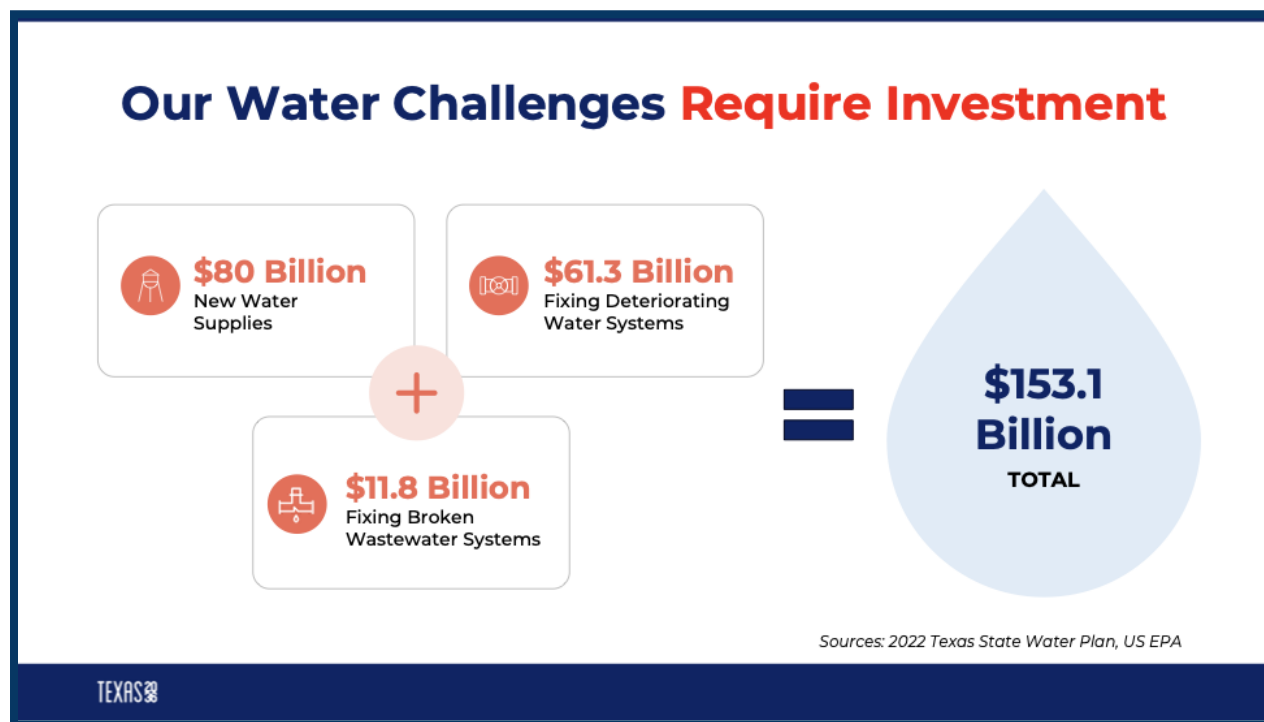 Our Water Challenges Require Investment
$80 Billion
New Water
Supplies
$61.3 Billion
Fixing Deteriorating
Water Systems
+
$11.8 Billion
Fixing Broken
Wastewater Systems
=
$153.1
Billion
TOTAL
Sources: 2022 Texas State Water Plan, US EPA
TEXAS 2036